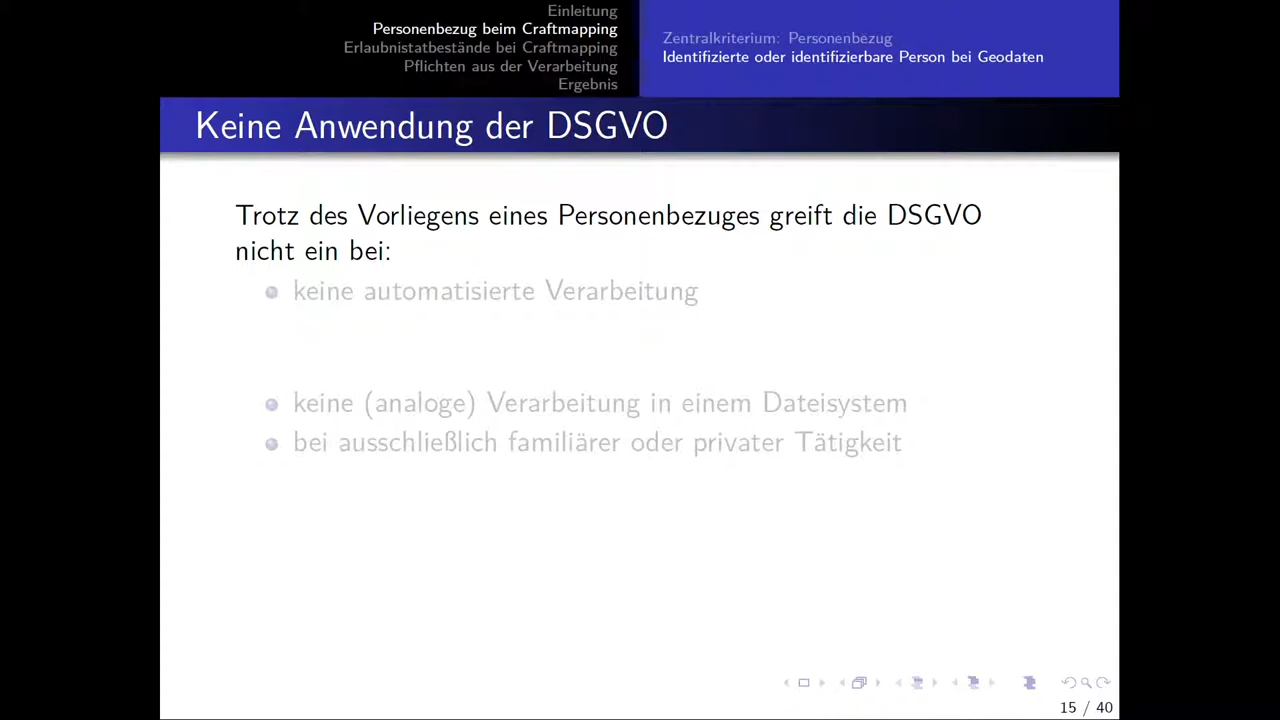 Einleitung
Personenbezug beim Craftmapping
Erlaubnistatbestände bei Craftmapping
Pflichten aus der Verarbeitung
Ergebnis
Zentralkriterium: Personenbezug
Identifizierte oder identifizierbare Person bei Geodaten
Keine Anwendung der DSGVO
Trotz des Vorliegens eines Personenbezuges greift die DSGVO
nicht ein bei:
keine automatisierte Verarbeitung
keine (analoge) Verarbeitung in einem Dateisystem
bei ausschließlich familiärer oder privater Tätigkeit
15 / 40